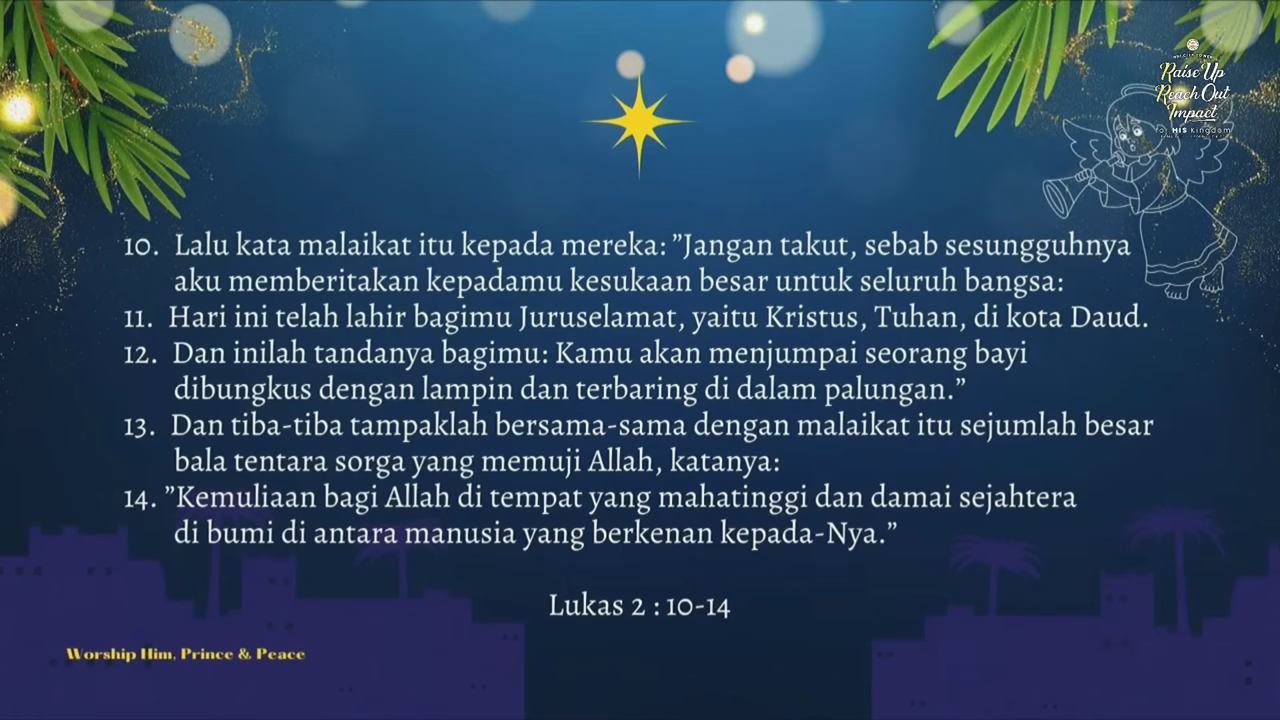 Raise Up
Reach Out
Impact
for HIS Kingdom
10. Lalu kata malaikat itu kepada mereka: ”Jangan takut, sebab sesungguhnya
aku memberitakan kepadamu kesukaan besar untuk seluruh bangsa:
11. Hari ini telah lahir bagimu Juruselamat, yaitu Kristus, Tuhan, di kota Daud.
12. Dan inilah tandanya bagimu: Kamu akan menjumpai seorang bayi
dibungkus dengan lampin dan terbaring di dalam palungan.”
13. Dan tiba-tiba tampaklah bersama-sama dengan malaikat itu sejumlah besar
bala tentara sorga yang memuji Allah, katanya:
14. ”Kemuliaan bagi Allah di tempat yang mahatinggi dan damai sejahtera
di bumi di antara manusia yang berkenan kepada-Nya.”
Lukas 2 : 10-14
Worship Him, Prince & Peace